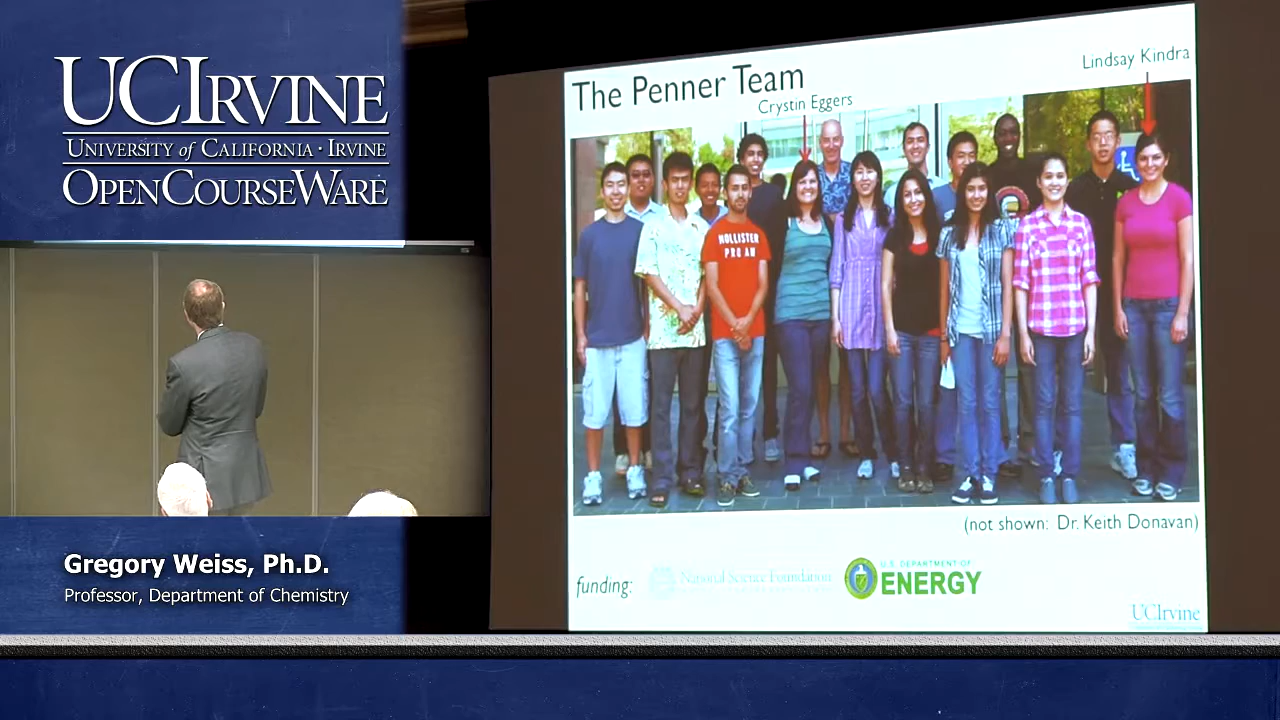 UCIRVINE
UNIVERSITY of CALIFORNIA · IRVINE
OPENCOURSEWARE
The Penner Team
Crystin Eggers
Lindsay Kindra
HOLLISTER
PRO AM
(not shown: Dr. Keith Donavan)
funding:
National Science Foundation
U.S. DEPARTMENT OF
ENERGY
UCIrvine
Gregory Weiss, Ph.D.
Professor, Department of Chemistry